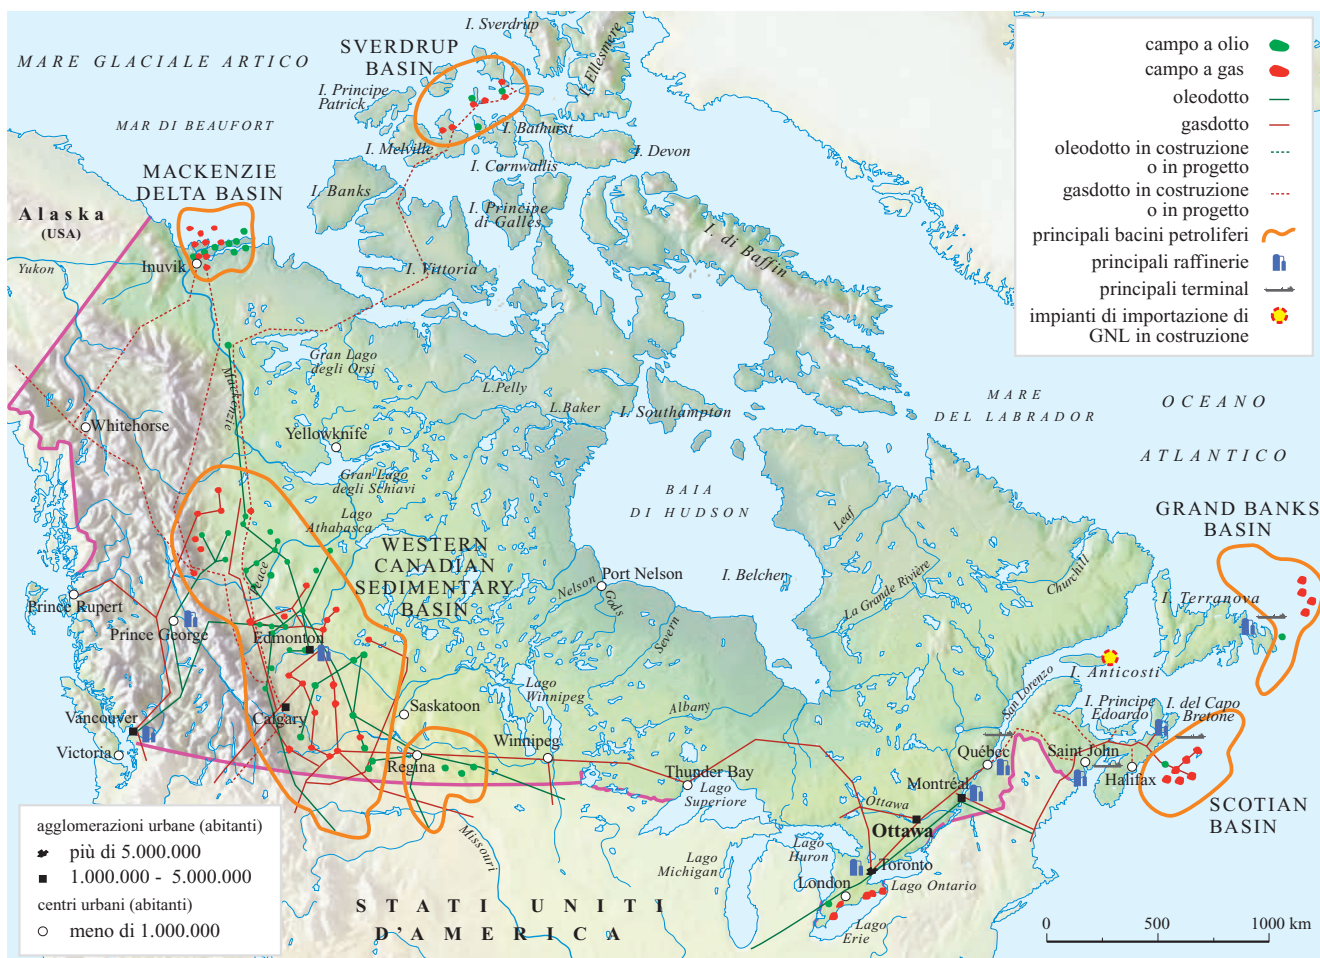 I. Sverdrup
SVERDRUP
BASIN
MARE GLACIALE ARTICO
I. Ellesmere
I. Principe
Patrick
MAR DI BEAUFORT
I. Bathurst
I. Melville
I. Devon
I. Cornwallis
MACKENZIE
DELTA BASIN
I. Banks
I. Principe
di Galles
Alaska
(USA)
I. di Baffin
Yukon
Inuvik
I. Vittoria
campo a olio
campo a gas
oleodotto
gasdotto
oleodotto in costruzione
o in progetto
gasdotto in costruzione
o in progetto
principali bacini petroliferi
principali raffinerie
principali terminal
impianti di importazione di
GNL in costruzione
Gran Lago
degli Orsi
Mackenzie
L.Pelly
L.Baker
I. Southampton
MARE
DEL LABRADOR
OCEANO
ATLANTICO
Whitehorse
Yellowknife
Gran Lago
degli Schiavi
Lago
Athabasca
BAIA
DI HUDSON
Leaf
GRAND BANKS
BASIN
WESTERN
CANADIAN
SEDIMENTARY
BASIN
Peace
Port Nelson
Nelson
Gods
I. Belcher
La Grande Rivière
Churchill
I. Terranova
Prince Rupert
Prince George
Edmonton
Severn
I. Anticosti
San Lorenzo
Lago
Winnipeg
Albany
I. Principe
Edoardo
I. del Capo
Bretone
Vancouver
Calgary
Saskatoon
Victoria
Regina
Winnipeg
Thunder Bay
Lago
Superiore
Québec
Saint John
Halifax
Montréal
Ottawa
Ottawa
SCOTIAN
BASIN
Missouri
Lago
Michigan
Lago
Huron
Toronto
London
Lago Ontario
Lago
Erie
STATI UNITI
D'AMERICA
agglomerazioni urbane (abitanti)
più di 5.000.000
1.000.000 - 5.000.000
centri urbani (abitanti)
meno di 1.000.000
0 500 1000 km